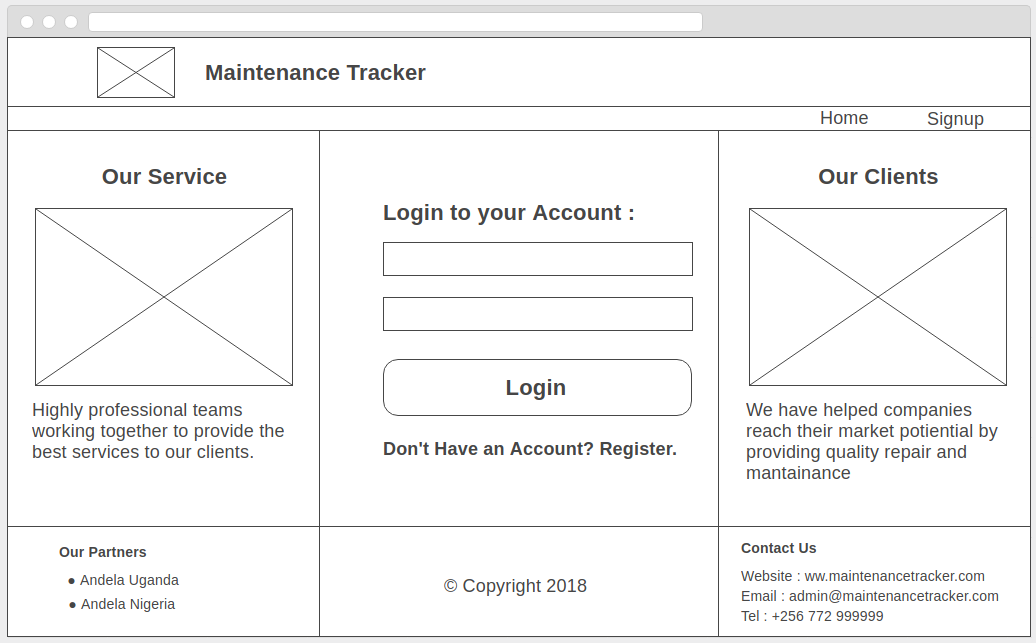 Maintenance Tracker
Home
Signup
Our Service
Highly professional teams
working together to provide the
best services to our clients.
Login to your Account :
Login
Don't Have an Account? Register.
Our Clients
We have helped companies
reach their market potiential by
providing quality repair and
mantainance
Our Partners
● Andela Uganda
● Andela Nigeria
© Copyright 2018
Contact Us
Website : ww.maintenancetracker.com
Email : admin@maintenancetracker.com
Tel : +256 772 999999